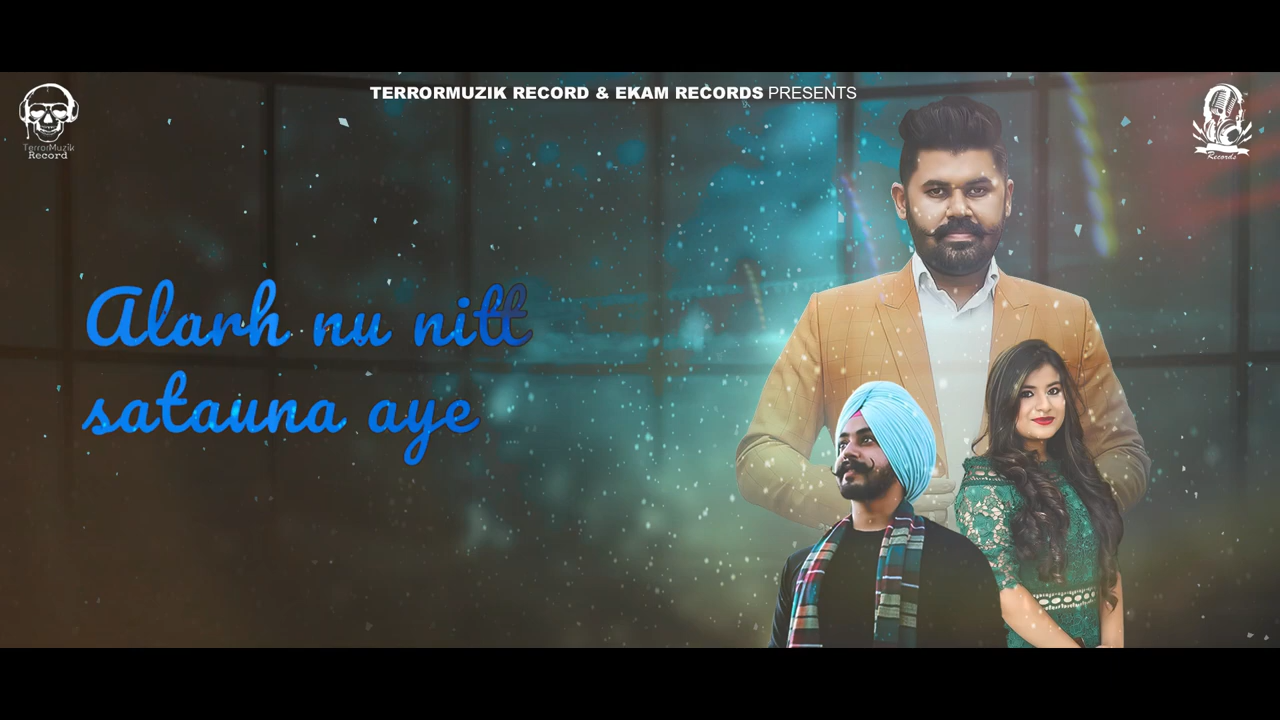 TERRORMUZIK RECORD & EKAM RECORDS PRESENTS
TerrorMuzik
Record
Records
Alarh nu nitt
satauna aye